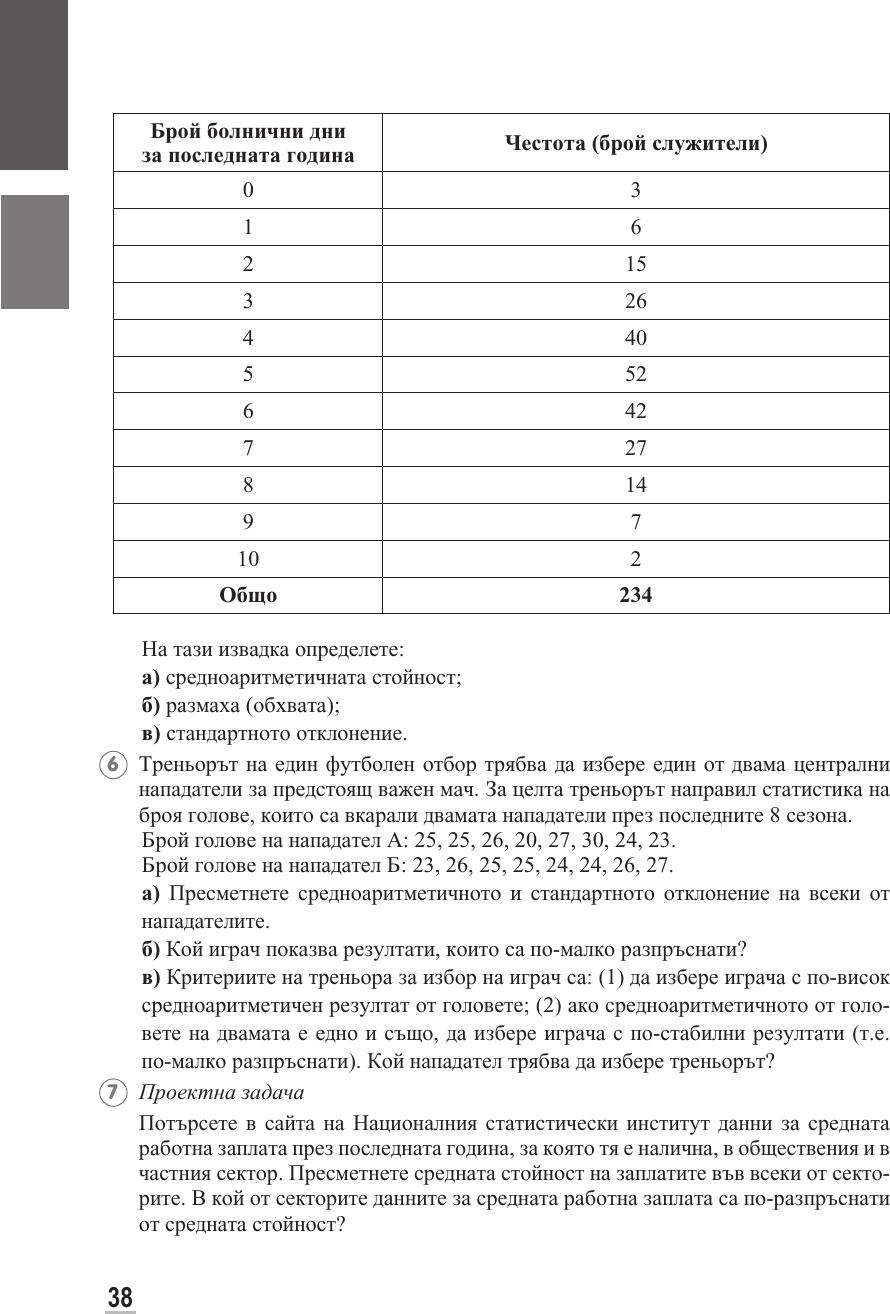 Брой болнични дни
за последната година
Честота (брой служители)
0 3
1 6
2 15
3 26
4 40
5 52
6 42
7 27
8 14
9 7
10 2
Общо 234
На тази извадка определете:
а) средноаритметичната стойност;
б) размаха (обхвата);
в) стандартното отклонение.
6 Треньорът на един футболен отбор трябва да избере един от двама централни
нападатели за предстоящ важен мач. За целта треньорът направил статистика на
броя голове, които са вкарали двамата нападатели през последните 8 сезона.
Брой голове на нападател А: 25, 25, 26, 20, 27, 30, 24, 23.
Брой голове на нападател Б: 23, 26, 25, 25, 24, 24, 26, 27.
а) Пресметнете средноаритметичното и стандартното отклонение на всеки от
нападателите.
б) Кой играч показва резултати, които са по-малко разпръснати?
в) Критериите на треньора за избор на играч са: (1) да избере играча с по-висок
средноаритметичен резултат от головете; (2) ако средноаритметичното от голо-
вете на двамата е едно и също, да избере играча с по-стабилни резултати (т.е.
по-малко разпръснати). Кой нападател трябва да избере треньорът?
7 Проектна задача
Потърсете в сайта на Националния статистически институт данни за средната
работна заплата през последната година, за която тя е налична, в обществения и в
частния сектор. Пресметнете средната стойност на заплатите във всеки от секто-
рите. В кой от секторите данните за средната работна заплата са по-разпръснати
от средната стойност?
38